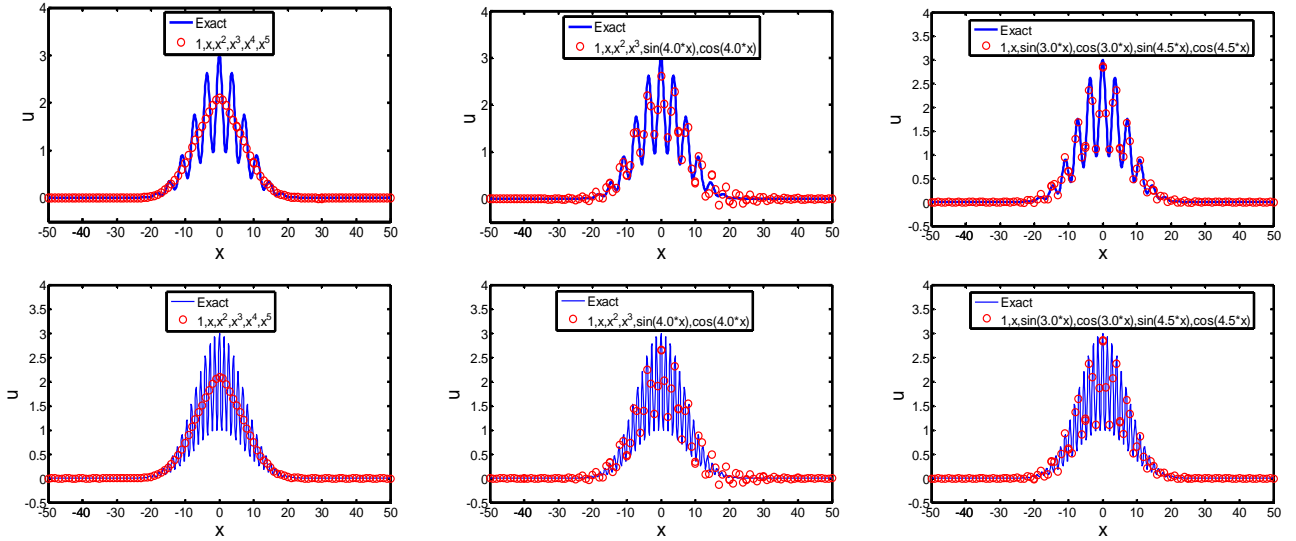 4
3
2
1
0
u
Exact
1,x,x²,x³,x⁴,x⁵
-50 -40 -30 -20 -10 0 10 20 30 40 50
x
4
3.5
3
2.5
2
1.5
1
0.5
0
-0.5
u
Exact
1,x,x²,x³,sin(4.0*x),cos(4.0*x)
-50 -40 -30 -20 -10 0 10 20 30 40 50
x
4
3.5
3
2.5
2
1.5
1
0.5
0
-0.5
u
Exact
1,x,sin(3.0*x),cos(3.0*x),sin(4.5*x),cos(4.5*x)
-50 -40 -30 -20 -10 0 10 20 30 40 50
x
4
3.5
3
2.5
2
1.5
1
0.5
0
-0.5
u
Exact
1,x,x²,x³,x⁴,x⁵
-50 -40 -30 -20 -10 0 10 20 30 40 50
x
4
3.5
3
2.5
2
1.5
1
0.5
0
-0.5
u
Exact
1,x,x²,x³,sin(4.0*x),cos(4.0*x)
-50 -40 -30 -20 -10 0 10 20 30 40 50
x
4
3.5
3
2.5
2
1.5
1
0.5
0
-0.5
u
Exact
1,x,sin(3.0*x),cos(3.0*x),sin(4.5*x),cos(4.5*x)
-50 -40 -30 -20 -10 0 10 20 30 40 50
x